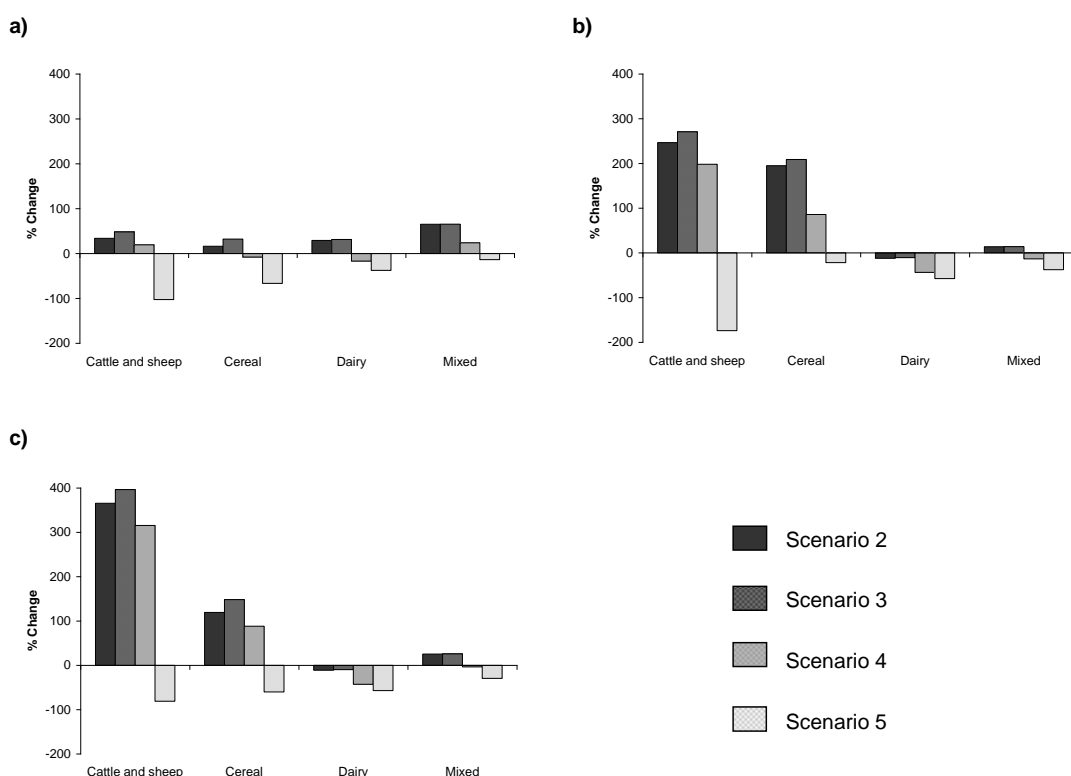 a)
400
300
200
100
0
-100
-200
% Change
Cattle and sheep Cereal Dairy Mixed
b)
400
300
200
100
0
-100
-200
% Change
Cattle and sheep Cereal Dairy Mixed
c)
400
300
200
100
0
-100
-200
% Change
Cattle and sheep Cereal Dairy Mixed
Scenario 2
Scenario 3
Scenario 4
Scenario 5